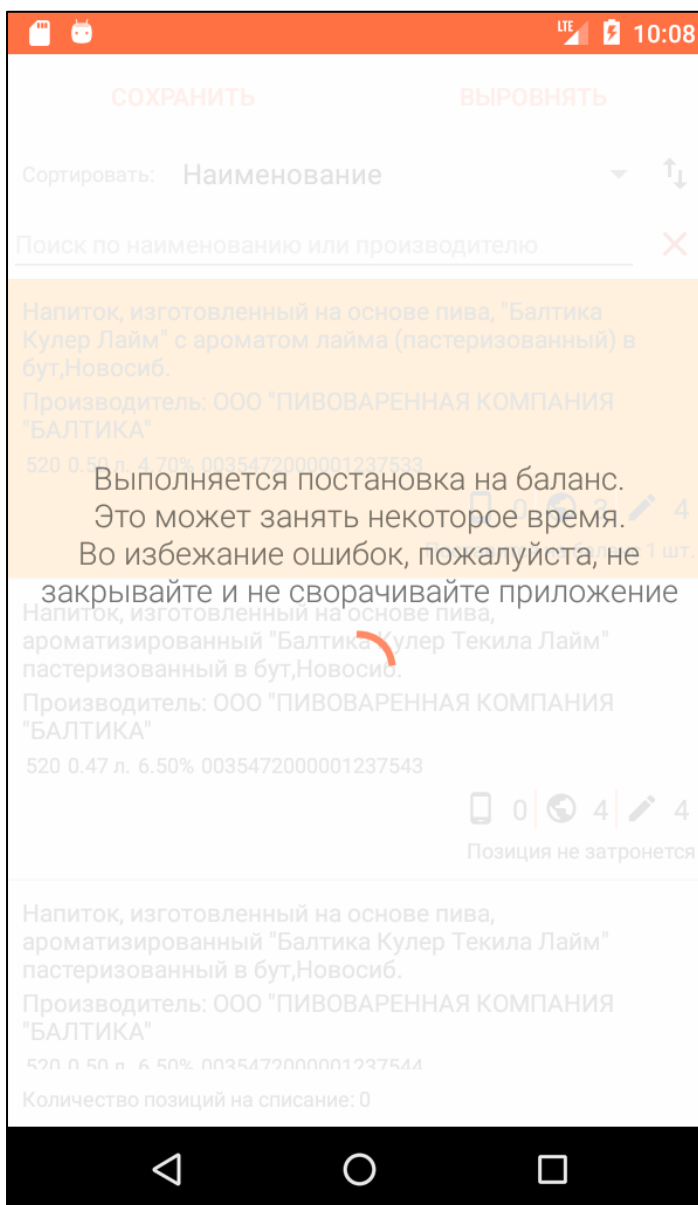 LTE 10:08
СОХРАНИТЬ ВЫРОВНЯТЬ
Сортировать: Наименование
Поиск по наименованию или производителю
Напиток, изготовленный на основе пива, "Балтика
Кулер Лайм" с ароматом лайма (пастеризованный) в
бут,Новосиб.
Производитель: ООО "ПИВОВАРЕННАЯ КОМПАНИЯ
"БАЛТИКА"
520 0.50 л. 4.70% 0035472000001237533
Выполняется постановка на баланс.
0 3 4
Это может занять некоторое время.
Во избежание ошибок, пожалуйста, не
баланс 1 шт.
закрывайте и не сворачивайте приложение
Напиток, изготовленный на основе пива,
ароматизированный "Балтика Кулер Текила Лайм"
пастеризованный в бут,Новосиб.
Производитель: ООО "ПИВОВАРЕННАЯ КОМПАНИЯ
"БАЛТИКА"
520 0.47 л. 6.50% 0035472000001237543
0 4 4
Позиция не затронется
Напиток, изготовленный на основе пива,
ароматизированный "Балтика Кулер Текила Лайм"
пастеризованный в бут,Новосиб.
Производитель: ООО "ПИВОВАРЕННАЯ КОМПАНИЯ
"БАЛТИКА"
520 0.50 л. 6.50% 0035472000001237544
Количество позиций на списание: 0